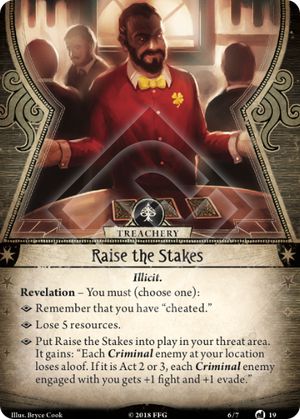 TREACHERY
Raise the Stakes
Illicit.
Revelation – You must (choose one):
Remember that you have “cheated.”
Lose 5 resources.
Put Raise the Stakes into play in your threat area.
It gains: “Each Criminal enemy at your location
loses aloof. If it is Act 2 or 3, each Criminal enemy
engaged with you gets +1 fight and +1 evade.”
Illus. Bryce Cook
© 2018 FFG
6/7
19